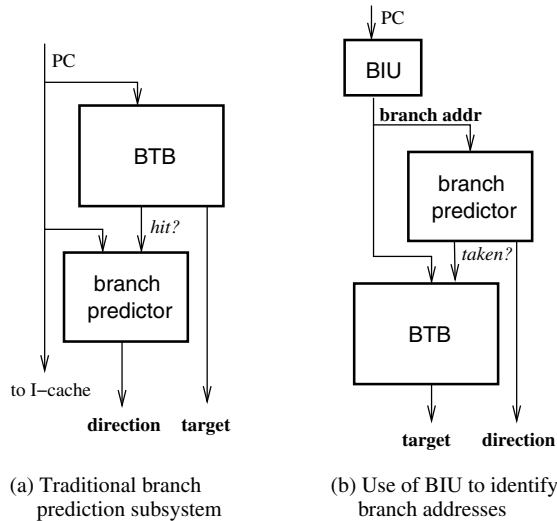 PC
BTB
hit?
branch
predictor
to I−cache
direction
target
(a) Traditional branch
prediction subsystem
PC
BIU
branch addr
branch
predictor
taken?
BTB
target
direction
(b) Use of BIU to identify
branch addresses